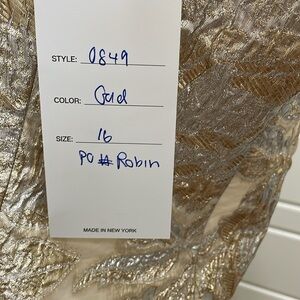 STYLE: 0849
COLOR: Gold
SIZE: 16
PO # Robin
MADE IN NEW YORK